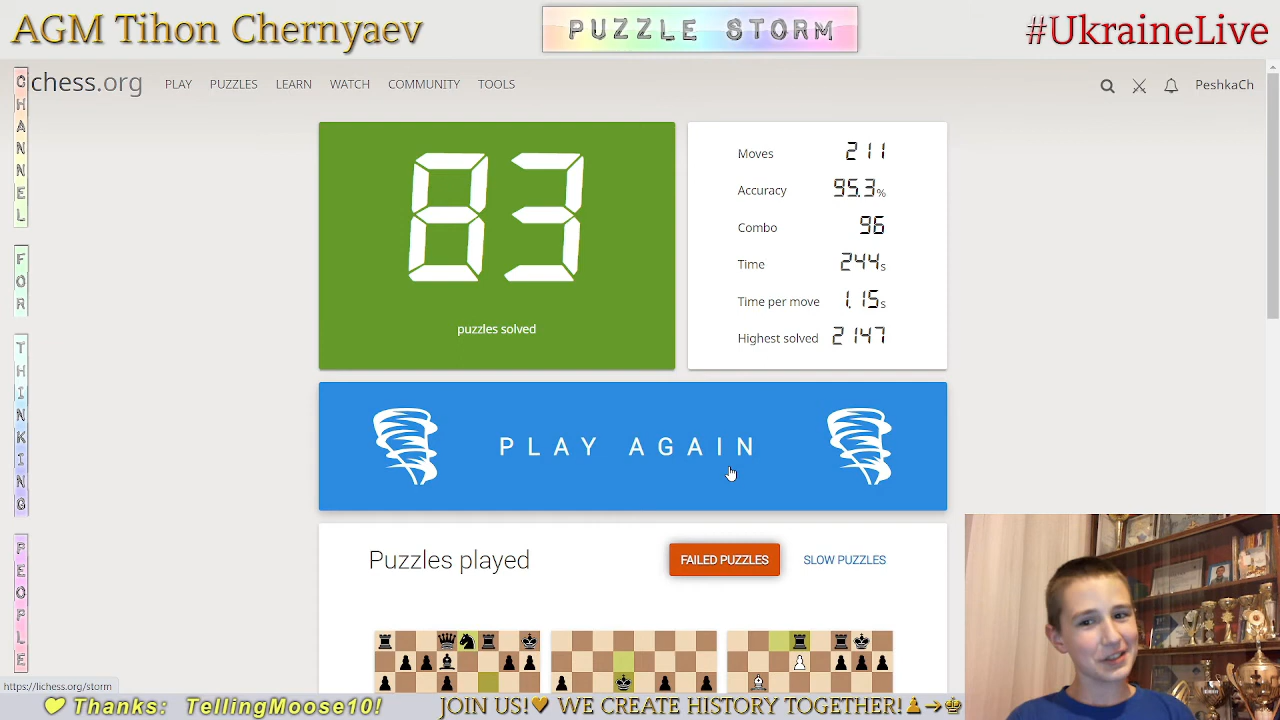 AGM Tihon Chernyaev
PUZZLE STORM
#UkraineLive
chess.org
PLAY
PUZZLES
LEARN
WATCH
COMMUNITY
TOOLS
PeshkaCh
CHANNEL
FOR
THINKING
PEOPLE
83
puzzles solved
Moves 211
Accuracy 95.3%
Combo 96
Time 244s
Time per move 1.15s
Highest solved 2147
PLAY AGAIN
Puzzles played
FAILED PUZZLES
SLOW PUZZLES
https://lichess.org/storm
Thanks: TellingMoose10!
JOIN US! WE CREATE HISTORY TOGETHER!